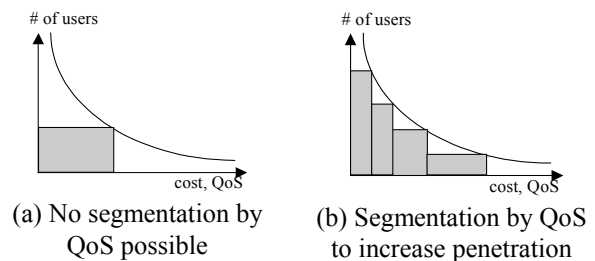 # of users
cost, QoS
(a) No segmentation by
QoS possible
# of users
cost, QoS
(b) Segmentation by QoS
to increase penetration